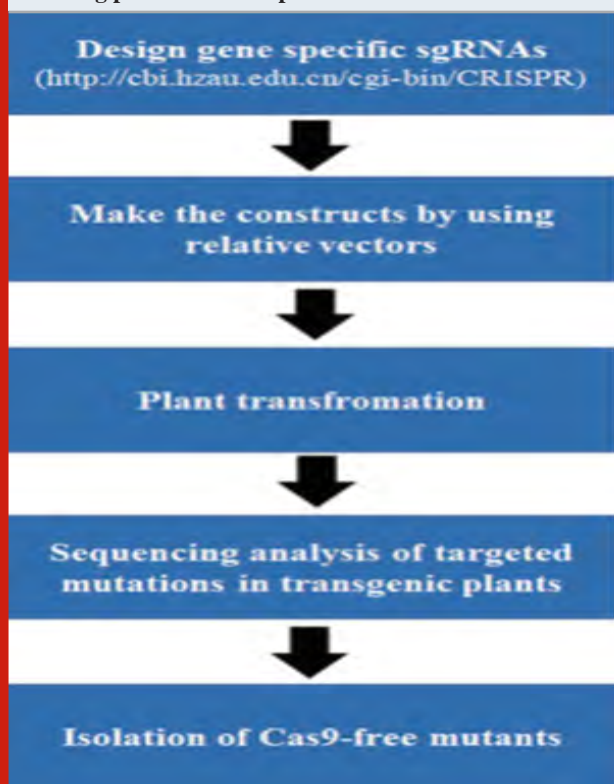 Design gene specific sgRNAs
(http://cbi.hzau.edu.cn/cgi-bin/CRISPR)
Make the constructs by using
relative vectors
Plant transfromation
Sequencing analysis of targeted
mutations in transgenic plants
Isolation of Cas9-free mutants